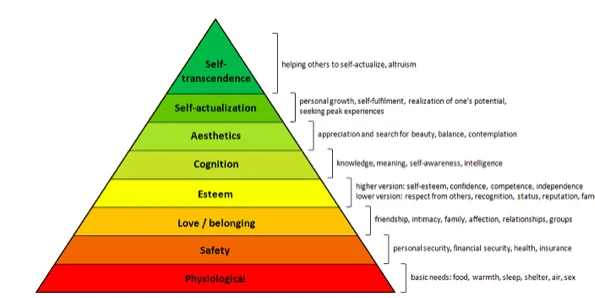 Self-
transcendence
helping others to self-actualize, altruism
Self-actualization
personal growth, self-fulfilment, realization of one's potential,
seeking peak experiences
Aesthetics
appreciation and search for beauty, balance, contemplation
Cognition
knowledge, meaning, self-awareness, intelligence
Esteem
higher version: self-esteem, confidence, competence, independence
lower version: respect from others, recognition, status, reputation, fam
Love / belonging
friendship, intimacy, family, affection, relationships, groups
Safety
personal security, financial security, health, insurance
Physiological
basic needs: food, warmth, sleep, shelter, air, sex